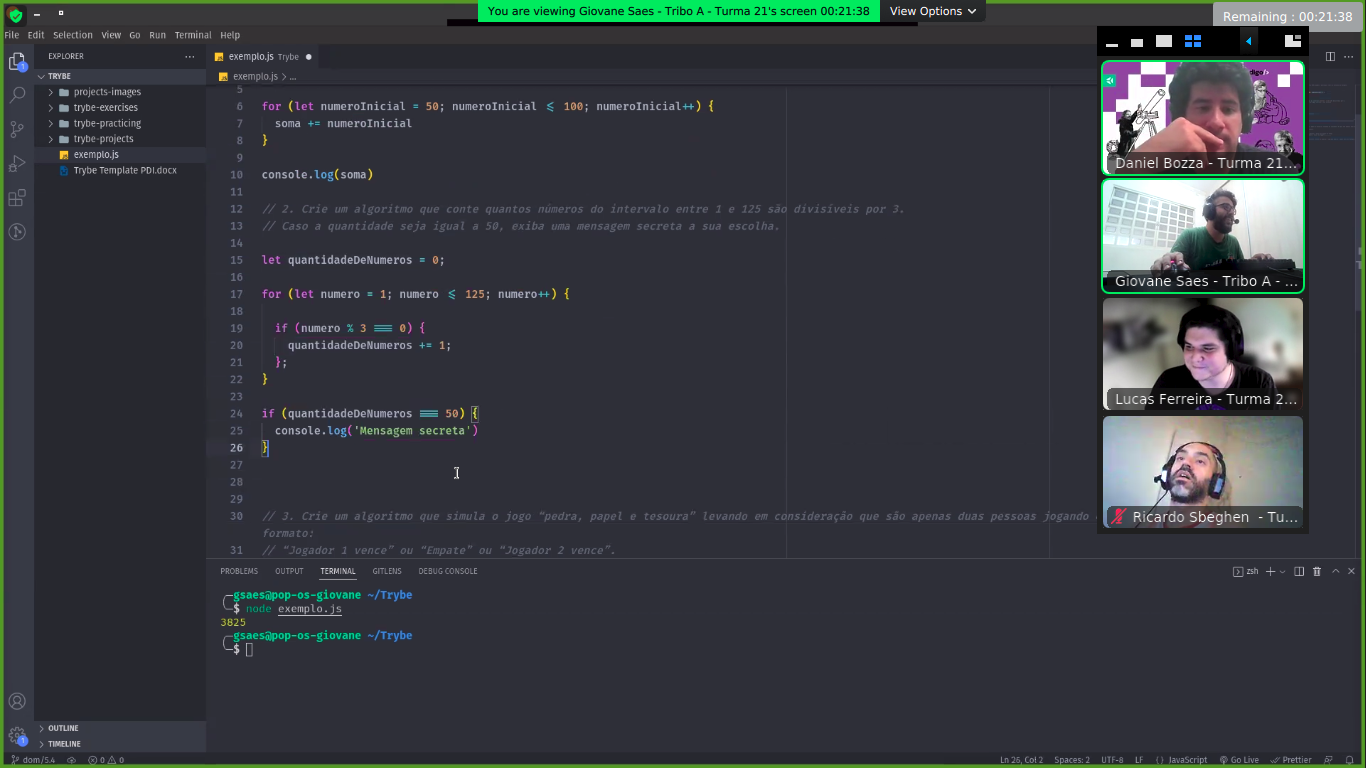 You are viewing Giovane Saes - Tribo A - Turma 21's screen 00:21:38
View Options
Remaining : 00:21:38
File Edit Selection View Go Run Terminal Help
EXPLORER
TRYBE
projects-images
trybe-exercises
trybe-practicing
trybe-projects
exemplo.js
Trybe Template PDI.docx
OUTLINE
TIMELINE
exemplo.js Trybe
exemplo.js > ...
5
6 for (let numeroInicial = 50; numeroInicial <= 100; numeroInicial++) {
7 soma += numeroInicial
8 }
9
10 console.log(soma)
11
12 // 2. Crie um algoritmo que conte quantos números do intervalo entre 1 e 125 são divisíveis por 3.
13 // Caso a quantidade seja igual a 50, exiba uma mensagem secreta a sua escolha.
14
15 let quantidadeDeNumeros = 0;
16
17 for (let numero = 1; numero <= 125; numero++) {
18
19 if (numero % 3 === 0) {
20 quantidadeDeNumeros += 1;
21 };
22 }
23
24 if (quantidadeDeNumeros === 50) {
25 console.log('Mensagem secreta')
26 }
27
28
29
30 // 3. Crie um algoritmo que simula o jogo “pedra, papel e tesoura” levando em consideração que são apenas duas pessoas jogando
formato:
31 // “Jogador 1 vence” ou “Empate” ou “Jogador 2 vence”.
Daniel Bozza - Turma 21...
Giovane Saes - Tribo A - ...
Lucas Ferreira - Turma 2...
Ricardo Sbeghen - Tu...
PROBLEMS OUTPUT TERMINAL GITLENS DEBUG CONSOLE
zsh
gsaes@pop-os-giovane ~/Trybe
$ node exemplo.js
3825
gsaes@pop-os-giovane ~/Trybe
$
dom/5.4 0 0
Ln 26, Col 2 Spaces: 2 UTF-8 LF {} JavaScript Go Live Prettier